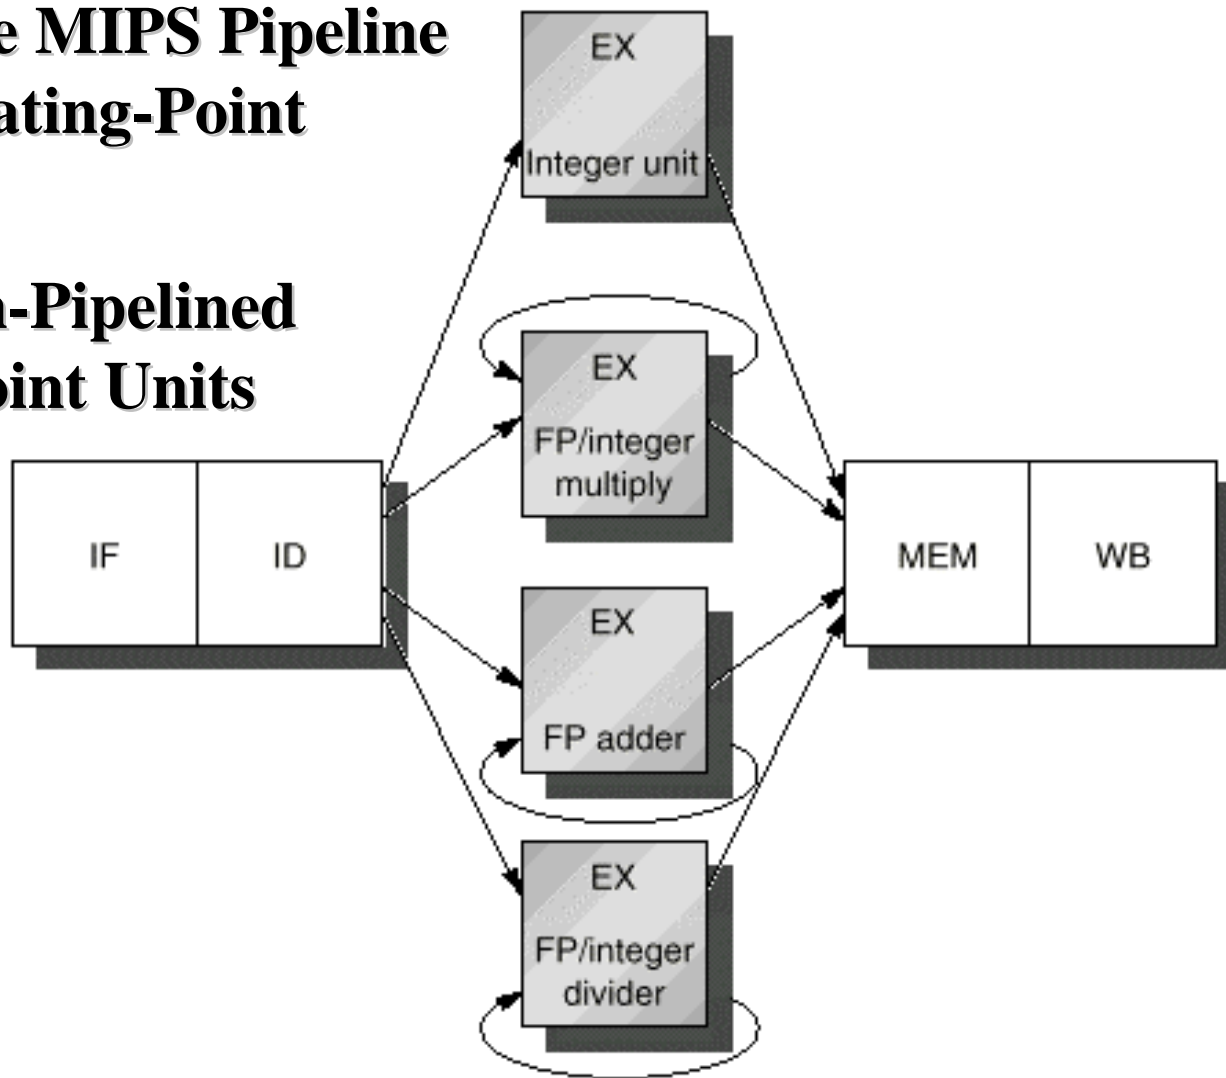 e MIPS Pipeline
ating-Point
n-Pipelined
oint Units
EX
Integer unit
EX
FP/integer
multiply
IF
ID
MEM
WB
EX
FP adder
EX
FP/integer
divider